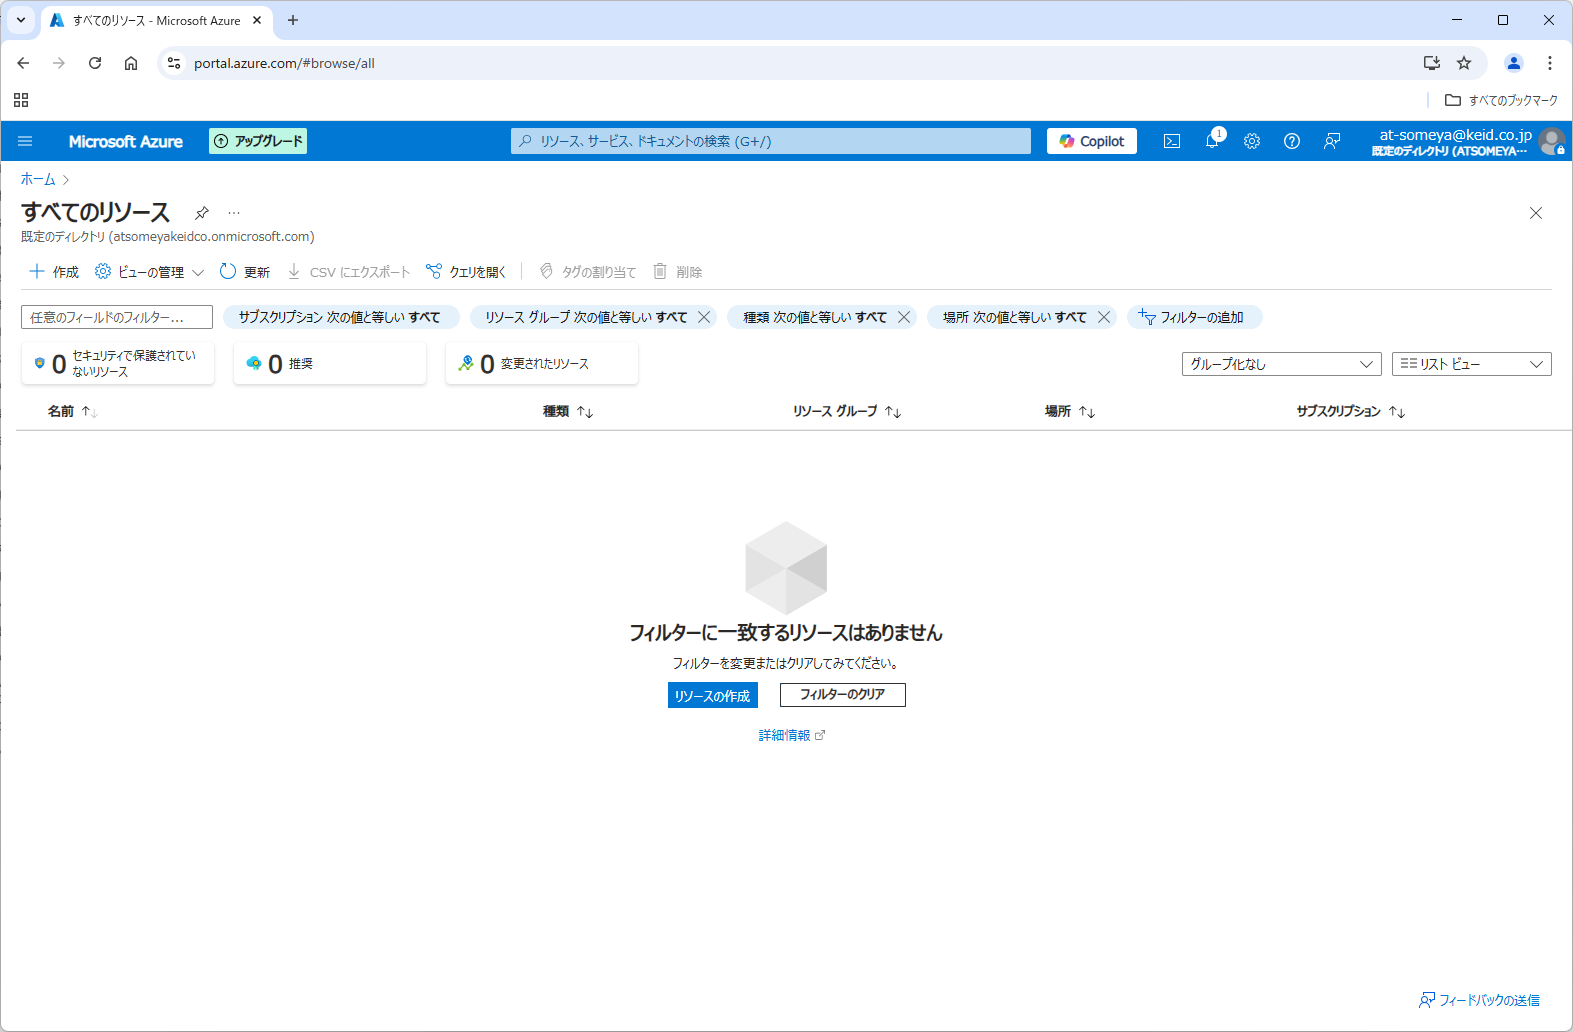 すべてのリソース - Microsoft Azure
portal.azure.com/#browse/all
すべてのブックマーク
Microsoft Azure
アップグレード
リソース、サービス、ドキュメントの検索 (G+/)
Copilot
1
at-someya@keid.co.jp
既定のディレクトリ (ATSOMEYA…
ホーム
すべてのリソース
既定のディレクトリ (atsomeyakeidco.onmicrosoft.com)
作成
ビューの管理
更新
CSV にエクスポート
クエリを開く
タグの割り当て
削除
任意のフィールドのフィルター...
サブスクリプション 次の値と等しい すべて
リソース グループ 次の値と等しい すべて
種類 次の値と等しい すべて
場所 次の値と等しい すべて
フィルターの追加
0 セキュリティで保護されてい
ないリソース
0 推奨
0 変更されたリソース
グループ化なし
リスト ビュー
名前
種類
リソース グループ
場所
サブスクリプション
フィルターに一致するリソースはありません
フィルターを変更またはクリアしてみてください。
リソースの作成
フィルターのクリア
詳細情報
フィードバックの送信